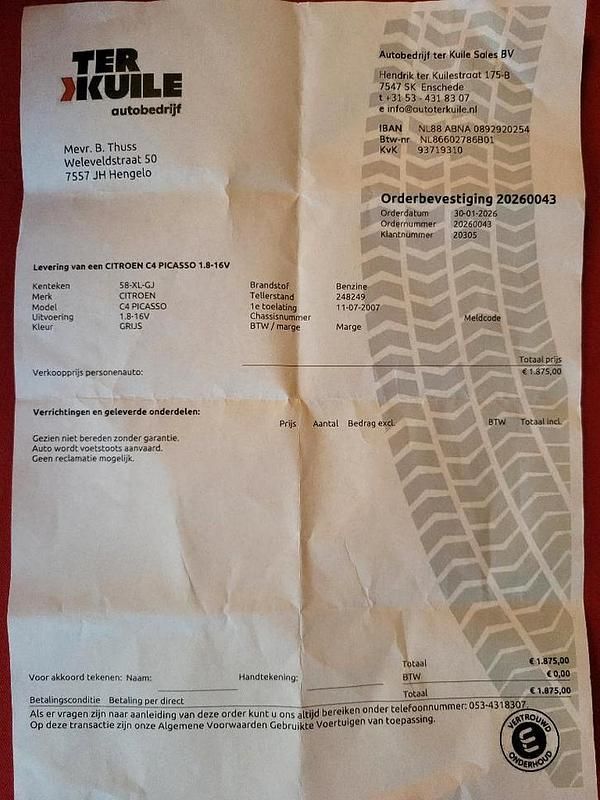 TER
KUILE
autobedrijf
Autobedrijf ter Kuile Sales BV
Hendrik ter Kuilestraat 175-B
7547 SK Enschede
t +31 53 - 431 83 07
e info@autoterkuile.nl
IBAN NL88 ABNA 0892920254
Btw-nr NL86602786B01
KvK 93719310
Mevr. B. Thuss
Weleveldstraat 50
7557 JH Hengelo
Orderbevestiging 20260043
Orderdatum 30-01-2026
Ordernummer 20260043
Klantnummer 20305
Levering van een CITROEN C4 PICASSO 1.8-16V
Kenteken 58-XL-GJ Brandstof Benzine
Merk CITROEN Tellerstand 248249
Model C4 PICASSO 1e toelating 11-07-2007
Uitvoering 1.8-16V Chassisnummer Meldcode
Kleur GRIJS BTW / marge Marge
Totaal prijs
Verkoopprijs personenauto: € 1.875,00
Verrichtingen en geleverde onderdelen:
Prijs Aantal Bedrag excl. BTW Totaal incl.
Gezien niet bereden zonder garantie.
Auto wordt voetstoots aanvaard.
Geen reclamatie mogelijk.
Totaal € 1.875,00
Voor akkoord tekenen: Naam: Handtekening: BTW € 0,00
Totaal € 1.875,00
Betalingsconditie Betaling per direct
Als er vragen zijn naar aanleiding van deze order kunt u ons altijd bereiken onder telefoonnummer: 053-4318307.
Op deze transactie zijn onze Algemene Voorwaarden Gebruikte Voertuigen van toepassing.
VERTROUWD
ONDERHOUD